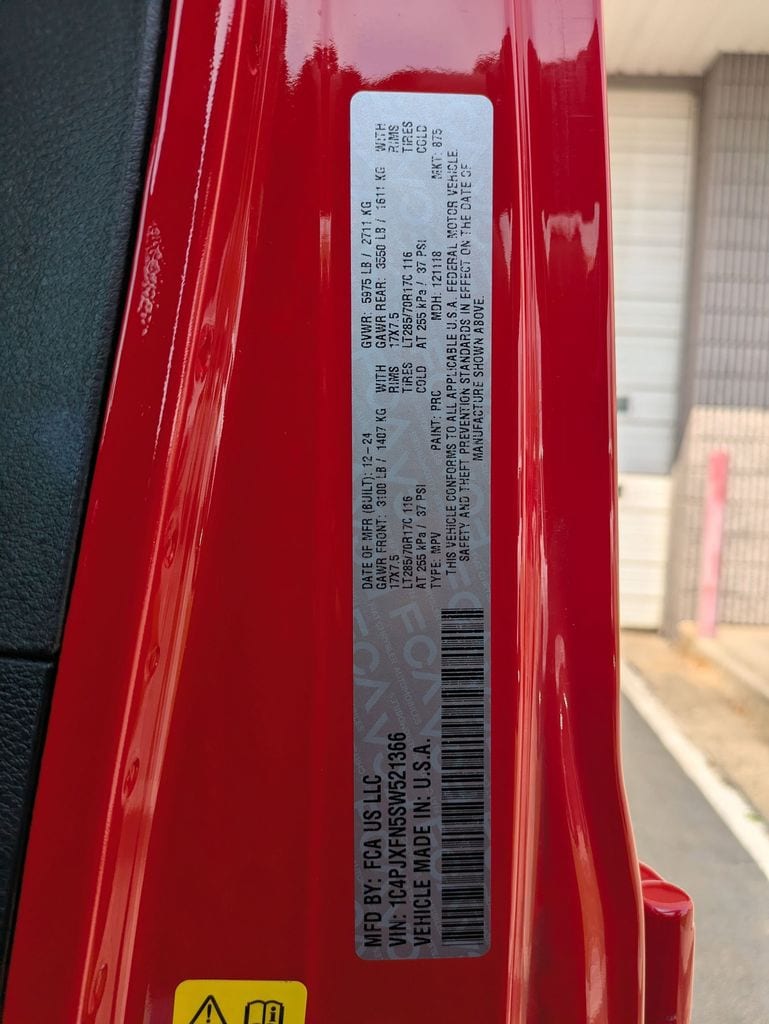 MFD BY: FCA US LLC
VIN: 1C4PJXFN5SW521366
VEHICLE MADE IN: U.S.A.
DATE OF MFR (BUILT): 12-24 GVWR: 5975 LB / 2711 KG
GAWR FRONT: 3100 LB / 1407 KG WITH GAWR REAR: 3550 LB / 1611 KG WITH
17X7.5 RIMS 17X7.5 RIMS
LT285/70R17C 116 TIRES LT285/70R17C 116 TIRES
AT 255 kPa / 37 PSI COLD AT 255 kPa / 37 PSI COLD
TYPE: MPV PAINT: PRC MDH: 121118 MKT: 875
THIS VEHICLE CONFORMS TO ALL APPLICABLE U.S.A. FEDERAL MOTOR VEHICLE
SAFETY AND THEFT PREVENTION STANDARDS IN EFFECT ON THE DATE OF
MANUFACTURE SHOWN ABOVE.